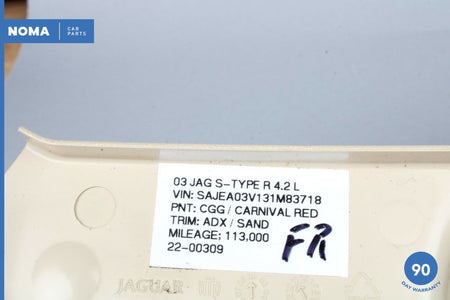 NOMA
CAR
PARTS
03 JAG S-TYPE R 4.2 L
VIN: SAJEA03V131M83718
PNT: CGG / CARNIVAL RED
TRIM: ADX / SAND
MILEAGE; 113,000
22-00309
FR
JAGUAR
90
DAY WARRANTY